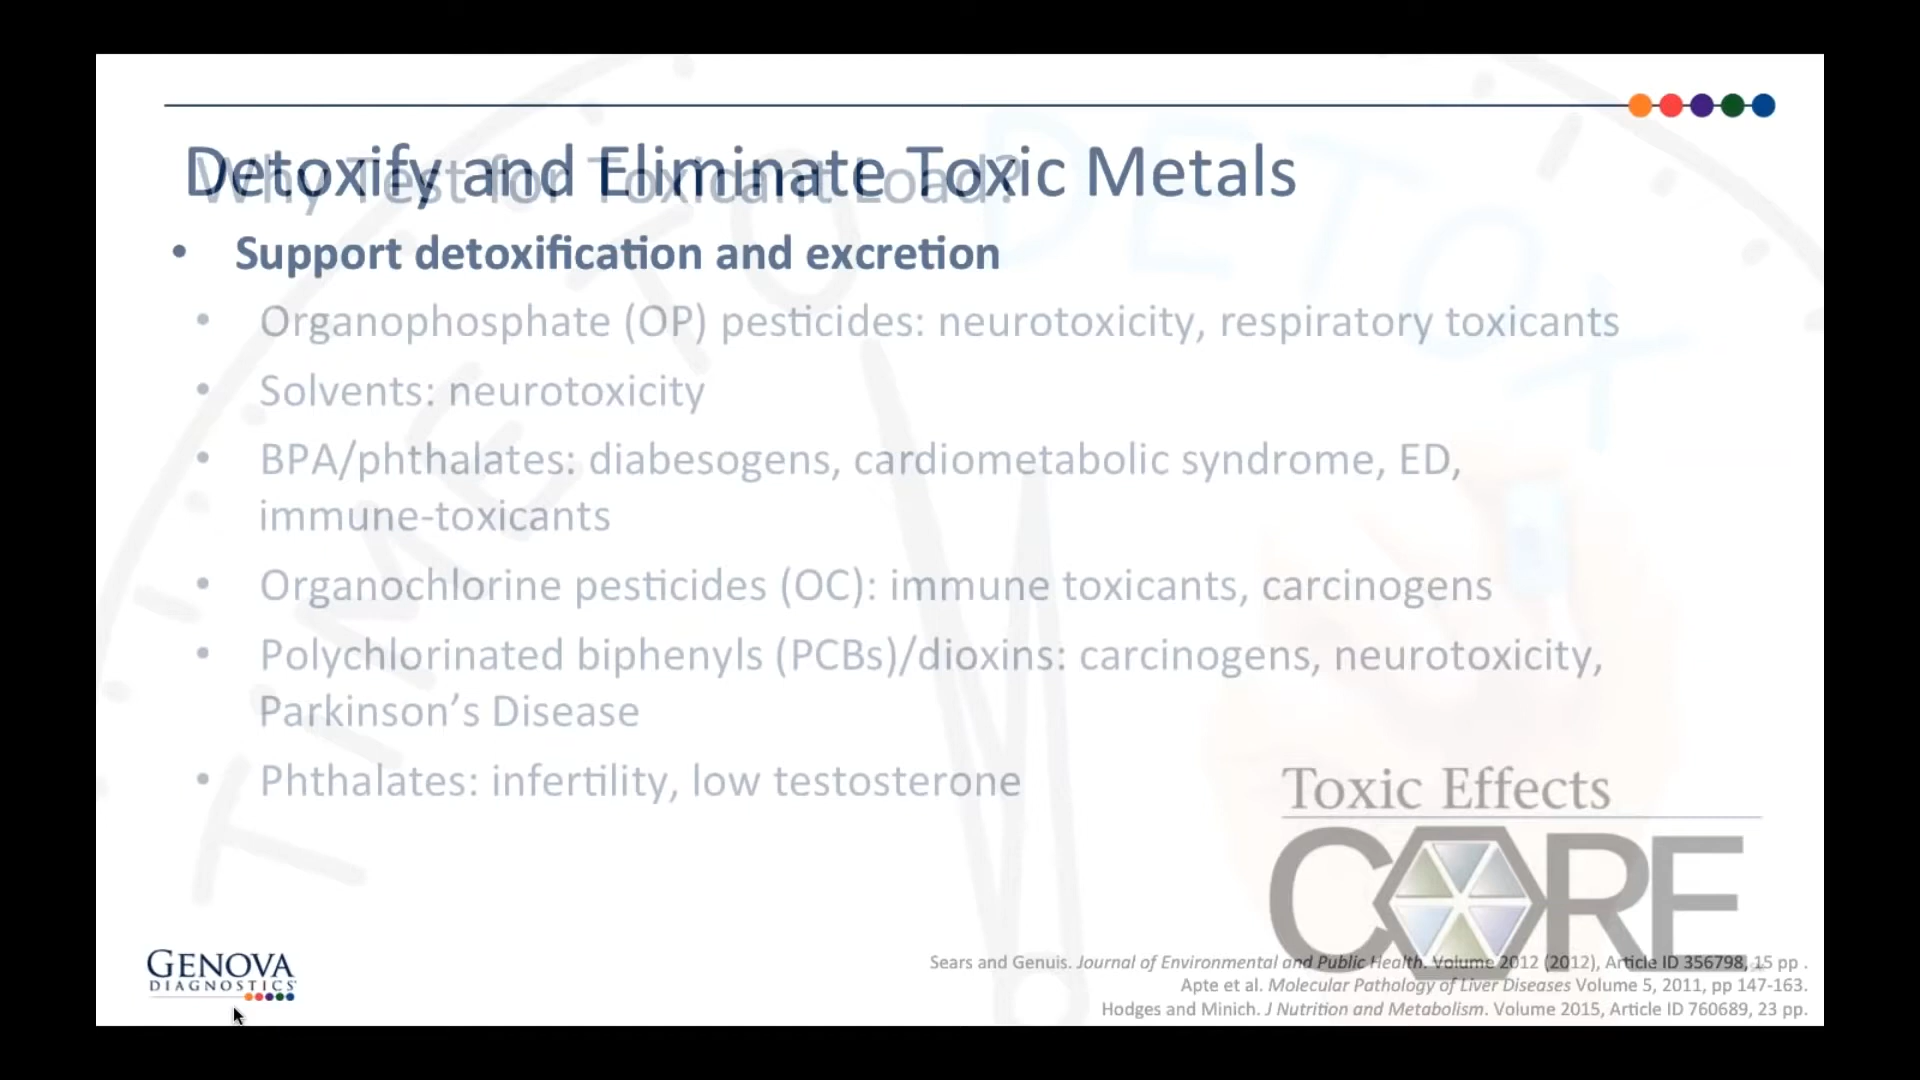 Detoxify and Eliminate Toxic Metals
Why Test for Toxicant Load?
• Support detoxification and excretion
• Organophosphate (OP) pesticides: neurotoxicity, respiratory toxicants
• Solvents: neurotoxicity
• BPA/phthalates: diabesogens, cardiometabolic syndrome, ED,
immune-toxicants
• Organochlorine pesticides (OC): immune toxicants, carcinogens
• Polychlorinated biphenyls (PCBs)/dioxins: carcinogens, neurotoxicity,
Parkinson’s Disease
• Phthalates: infertility, low testosterone
TIME TO DETOX
Toxic Effects
CORE
GENOVA
DIAGNOSTICS
Sears and Genuis. Journal of Environmental and Public Health. Volume 2012 (2012), Article ID 356798, 15 pp .
Apte et al. Molecular Pathology of Liver Diseases Volume 5, 2011, pp 147-163.
Hodges and Minich. J Nutrition and Metabolism. Volume 2015, Article ID 760689, 23 pp.